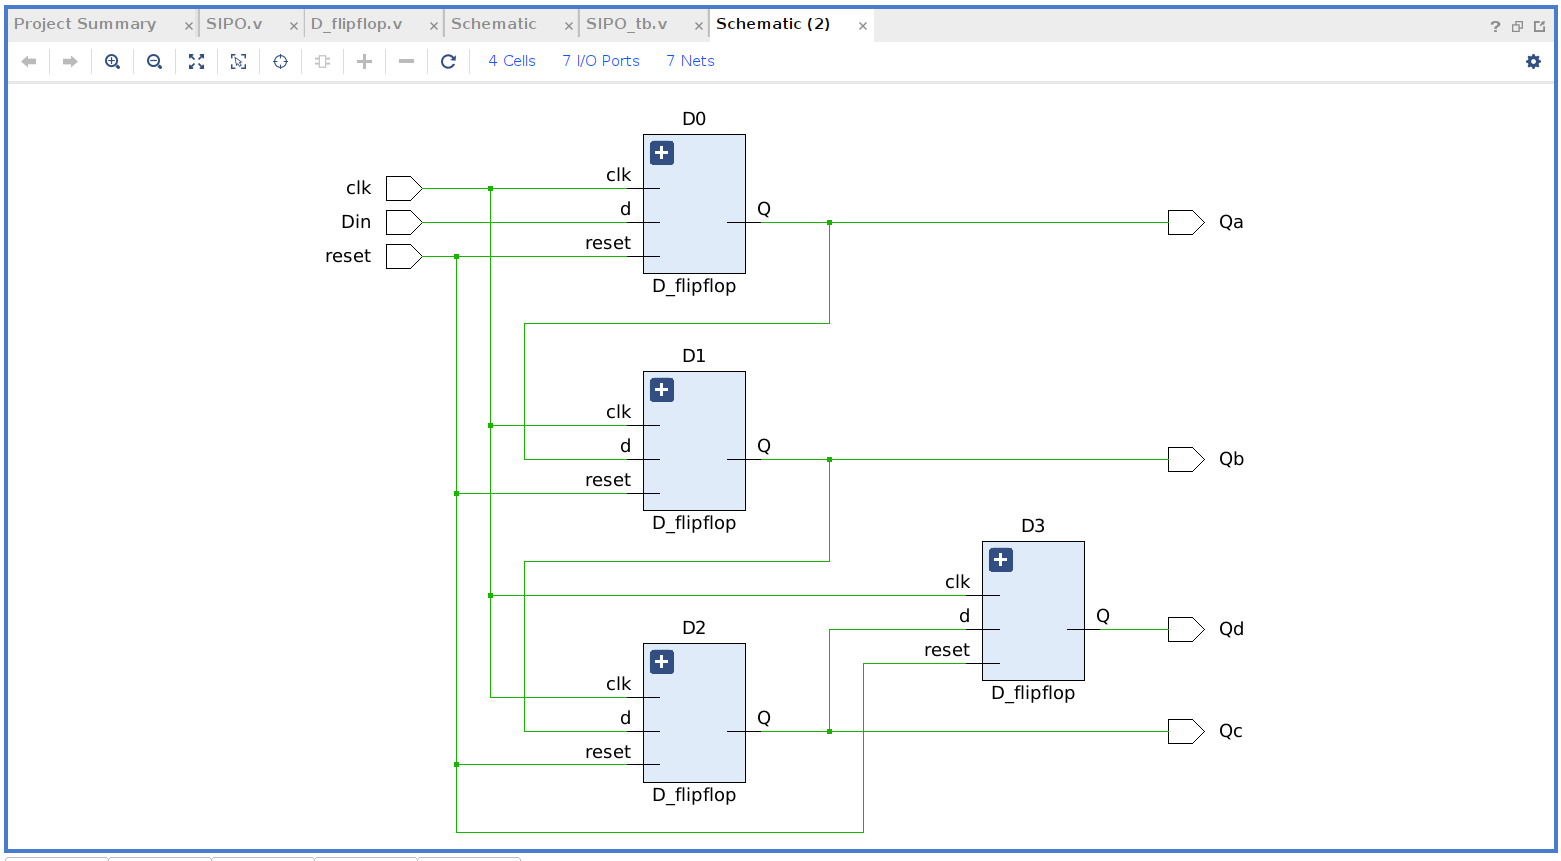 Project Summary × SIPO.v × D_flipflop.v × Schematic × SIPO_tb.v × Schematic (2) × ?
4 Cells 7 I/O Ports 7 Nets
D0
clk clk
Din d Q Qa
reset reset
D_flipflop
D1
clk
d Q Qb
reset
D_flipflop
D3
clk
d Q Qd
reset
D_flipflop
D2
clk
d Q Qc
reset
D_flipflop